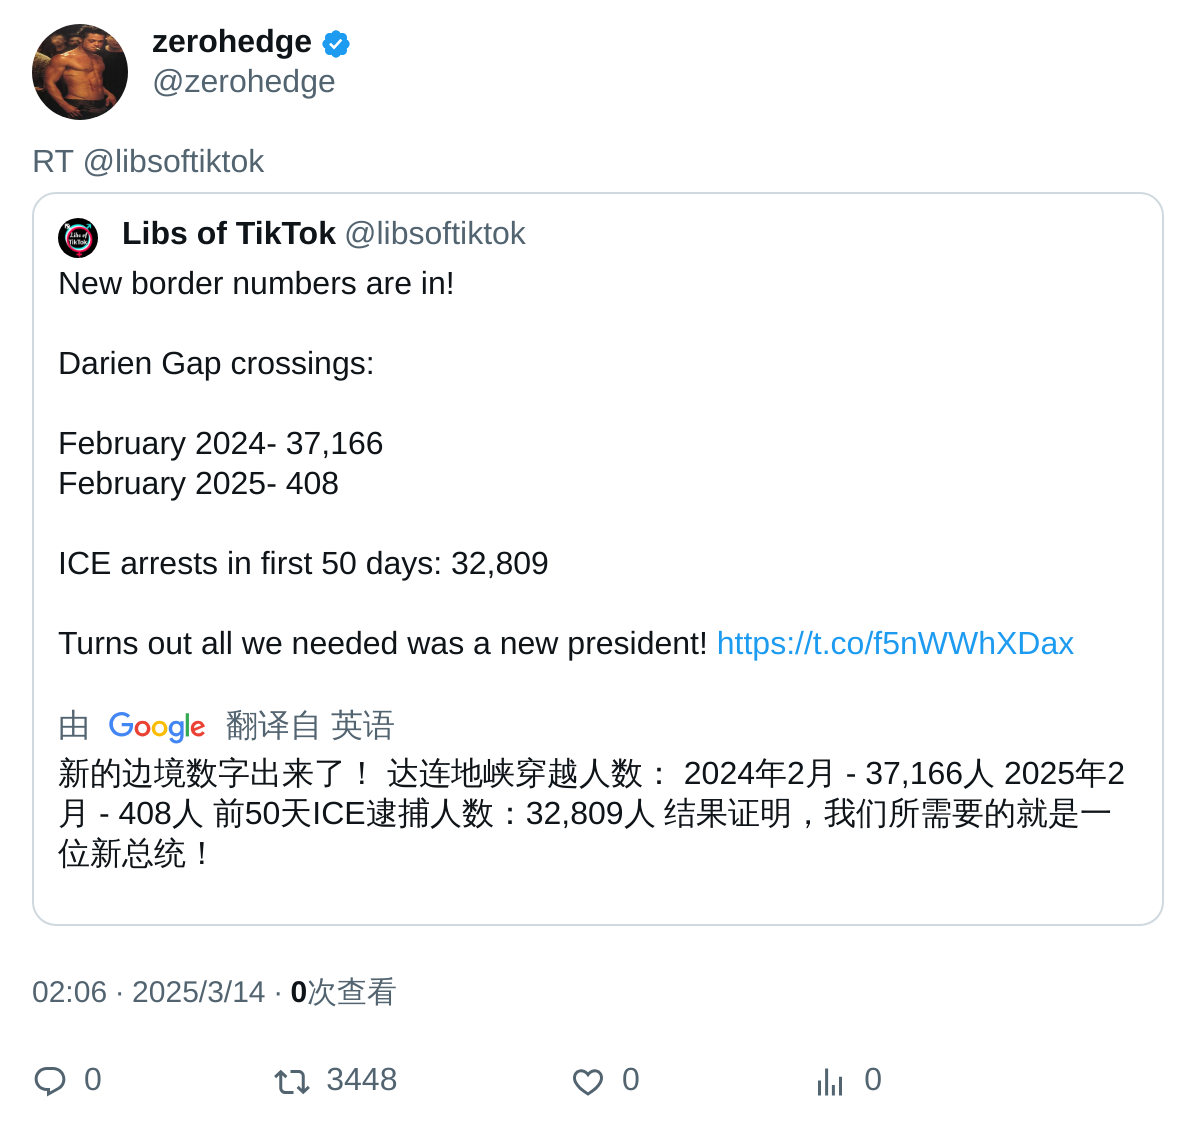 zerohedge
@zerohedge
RT @libsoftiktok
Libs of TikTok @libsoftiktok
New border numbers are in!
Darien Gap crossings:
February 2024- 37,166
February 2025- 408
ICE arrests in first 50 days: 32,809
Turns out all we needed was a new president! https://t.co/f5nWWhXDax
由 Google 翻译自 英语
新的边境数字出来了！ 达连地峡穿越人数： 2024年2月 - 37,166人 2025年2
月 - 408人 前50天ICE逮捕人数：32,809人 结果证明，我们所需要的就是一
位新总统！
02:06 · 2025/3/14 · 0次查看
0 3448 0 0